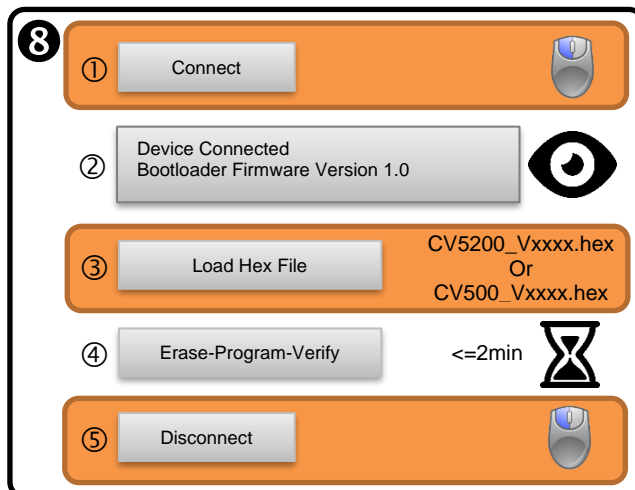 ❽
① Connect
② Device Connected
Bootloader Firmware Version 1.0
③ Load Hex File
CV5200_Vxxxx.hex
Or
CV500_Vxxxx.hex
④ Erase-Program-Verify <=2min
⑤ Disconnect